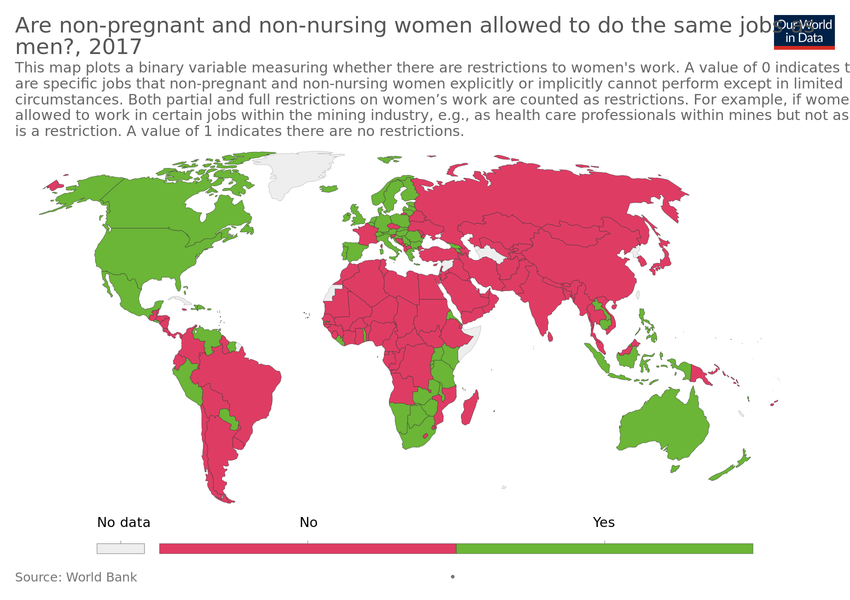 Are non-pregnant and non-nursing women allowed to do the same jobs as
men?, 2017
Our World
in Data
This map plots a binary variable measuring whether there are restrictions to women's work. A value of 0 indicates t
are specific jobs that non-pregnant and non-nursing women explicitly or implicitly cannot perform except in limited
circumstances. Both partial and full restrictions on women’s work are counted as restrictions. For example, if wome
allowed to work in certain jobs within the mining industry, e.g., as health care professionals within mines but not as
is a restriction. A value of 1 indicates there are no restrictions.
No data
No
Yes
Source: World Bank